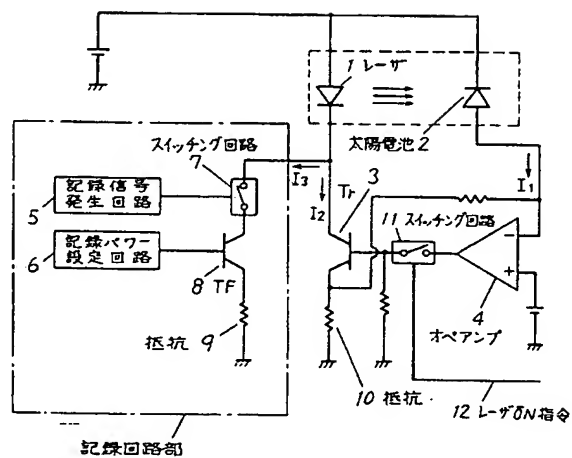 1 レーザ
太陽電池2
スイッチング回路
7
I3
I2
Tr
3
I1
11 スイッチング回路
記録信号
発生回路
5
記録パワー
設定回路
6
8 TF
抵抗 9
−
+
4
オペアンプ
10 抵抗
12 レーザON指令
記録回路部